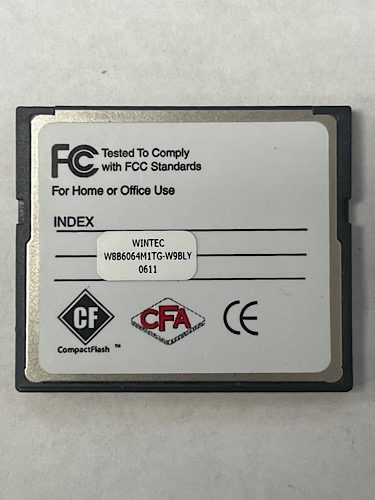 FC Tested To Comply
with FCC Standards
For Home or Office Use
INDEX
WINTEC
W8B6064M1TG-W9BLY
0611
CF
CompactFlash ™
CFA
CE